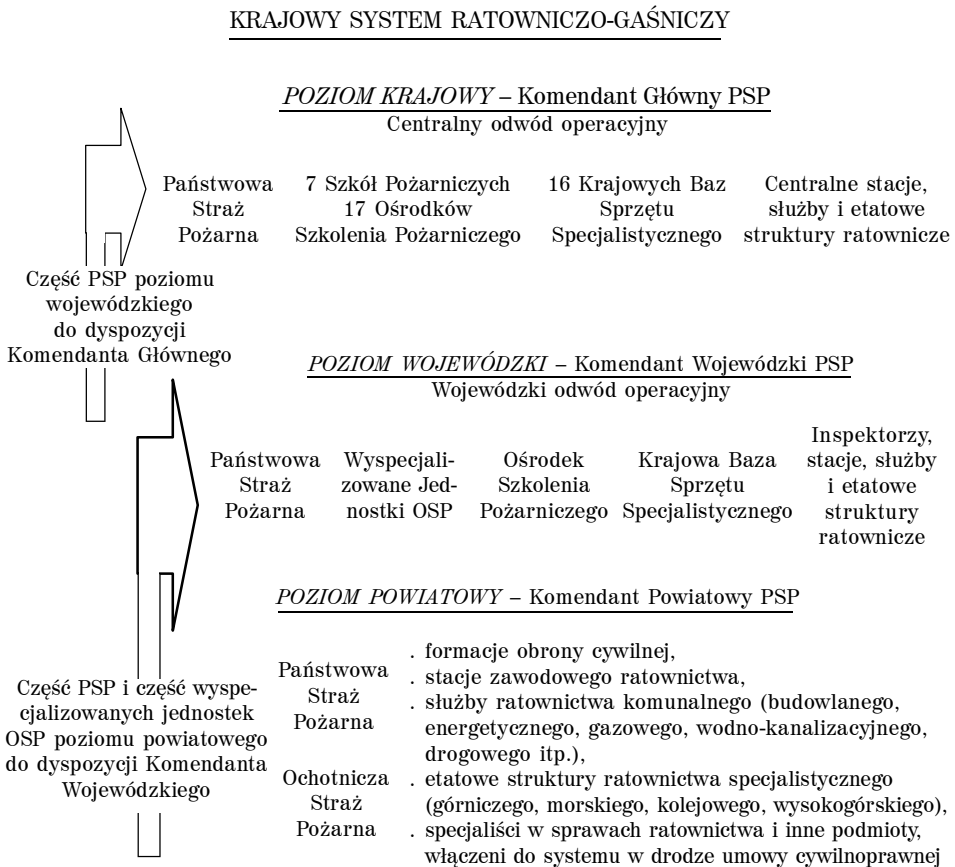 KRAJOWY SYSTEM RATOWNICZO-GAŚNICZY
POZIOM KRAJOWY – Komendant Główny PSP
Centralny odwód operacyjny
Państwowa
Straż
Pożarna
7 Szkół Pożarniczych
17 Ośrodków
Szkolenia Pożarniczego
16 Krajowych Baz
Sprzętu
Specjalistycznego
Centralne stacje,
służby i etatowe
struktury ratownicze
Część PSP poziomu
wojewódzkiego
do dyspozycji
Komendanta Głównego
POZIOM WOJEWÓDZKI – Komendant Wojewódzki PSP
Wojewódzki odwód operacyjny
Państwowa
Straż
Pożarna
Wyspecjali-
zowane Jed-
nostki OSP
Ośrodek
Szkolenia
Pożarniczego
Krajowa Baza
Sprzętu
Specjalistycznego
Inspektorzy,
stacje, służby
i etatowe
struktury
ratownicze
POZIOM POWIATOWY – Komendant Powiatowy PSP
Część PSP i część wyspe-
cjalizowanych jednostek
OSP poziomu powiatowego
do dyspozycji Komendanta
Wojewódzkiego
Państwowa
Straż
Pożarna
Ochotnicza
Straż
Pożarna
. formacje obrony cywilnej,
. stacje zawodowego ratownictwa,
. służby ratownictwa komunalnego (budowlanego,
energetycznego, gazowego, wodno-kanalizacyjnego,
drogowego itp.),
. etatowe struktury ratownictwa specjalistycznego
(górniczego, morskiego, kolejowego, wysokogórskiego),
. specjaliści w sprawach ratownictwa i inne podmioty,
włączeni do systemu w drodze umowy cywilnoprawnej